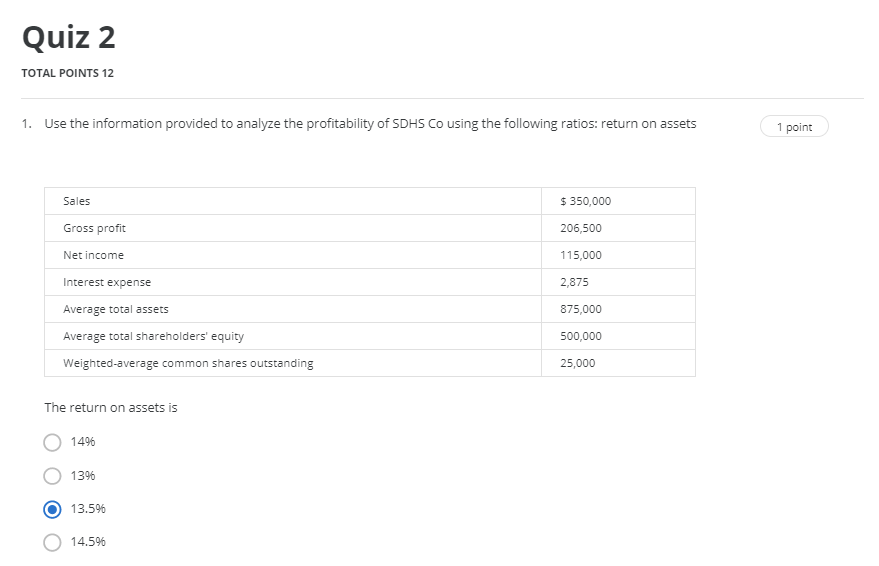 Quiz 2
TOTAL POINTS 12
1. Use the information provided to analyze the profitability of SDHS Co using the following ratios: return on assets
1 point
Sales $ 350,000
Gross profit 206,500
Net income 115,000
Interest expense 2,875
Average total assets 875,000
Average total shareholders' equity 500,000
Weighted-average common shares outstanding 25,000
The return on assets is
14%
13%
13.5%
14.5%